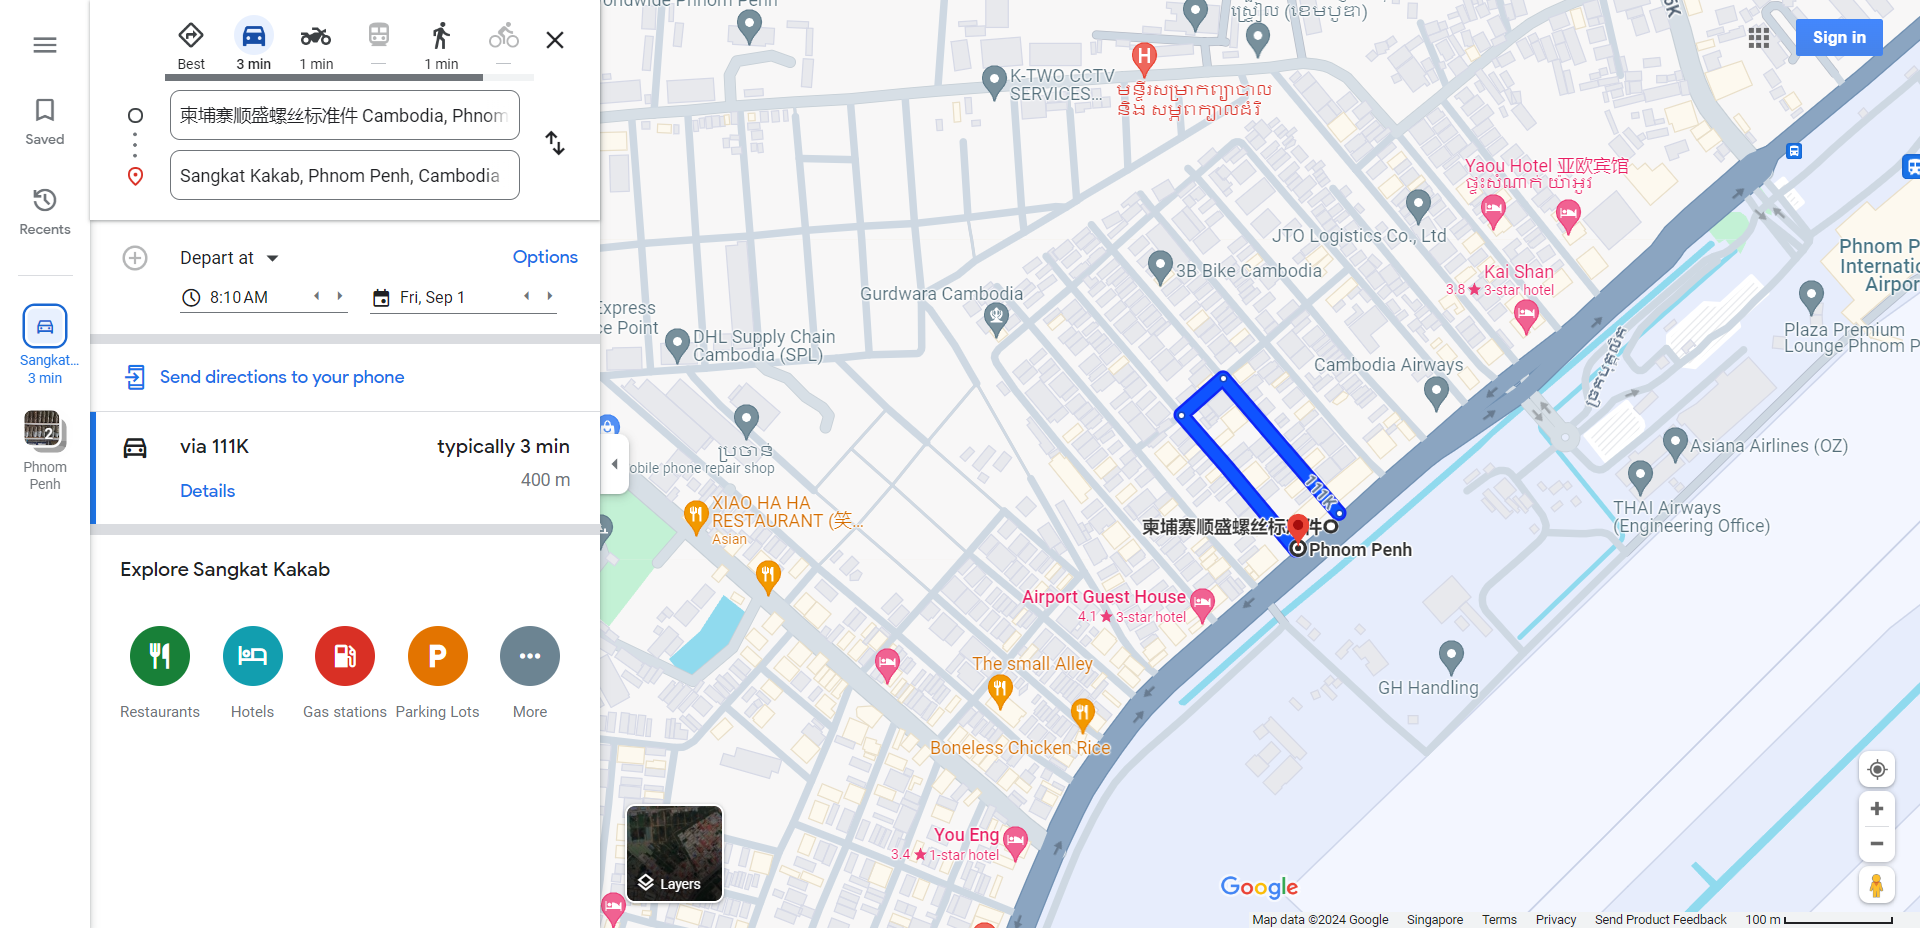 Saved
Recents
Sangkat...
3 min
2
Phnom
Penh
Best
3 min
1 min
1 min
柬埔寨顺盛螺丝标准件 Cambodia, Phnom
Sangkat Kakab, Phnom Penh, Cambodia
Depart at
Options
8:10 AM
Fri, Sep 1
Send directions to your phone
via 111K
typically 3 min
400 m
Details
Explore Sangkat Kakab
Restaurants
Hotels
Gas stations
P
Parking Lots
More
Sign in
K-TWO CCTV
SERVICES...
H
មន្ទីរសម្រាកព្យាបាល
និង សម្ភពក្បាលដំរី
Yaou Hotel 亚欧宾馆
ផ្ទះសំណាក់ យ៉ាអូវ
JTO Logistics Co., Ltd
3B Bike Cambodia
Kai Shan
3.8 ★ 3-star hotel
Gurdwara Cambodia
Express
ce Point
DHL Supply Chain
Cambodia (SPL)
Cambodia Airways
Phnom P
Internatio
Airpor
Plaza Premium
Lounge Phnom P
ប្រចាន់
obile phone repair shop
XIAO HA HA
RESTAURANT (笑...
Asian
Asiana Airlines (OZ)
THAI Airways
(Engineering Office)
111K
柬埔寨顺盛螺丝标准件
Phnom Penh
Airport Guest House
4.1 ★ 3-star hotel
The small Alley
GH Handling
Boneless Chicken Rice
You Eng
3.4 ★ 1-star hotel
Layers
Google
Map data ©2024 Google
Singapore
Terms
Privacy
Send Product Feedback
100 m